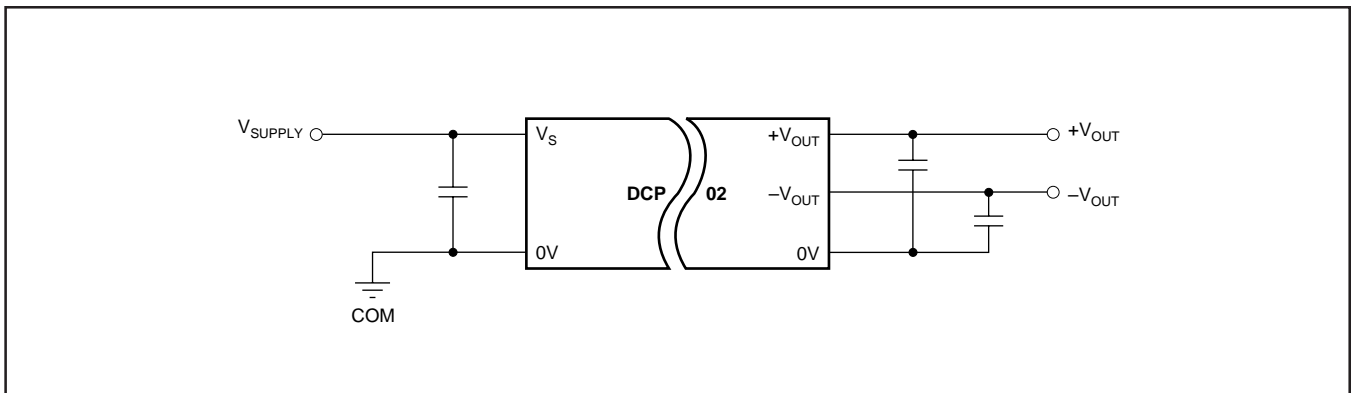 V_SUPPLY
V_S
+V_OUT
+V_OUT
DCP 02
–V_OUT
–V_OUT
0V
0V
COM